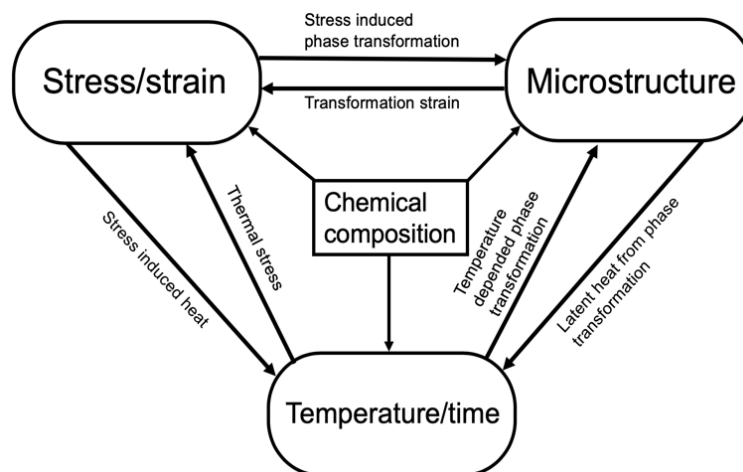 Stress induced
phase transformation
Stress/strain
Microstructure
Transformation strain
Chemical
composition
Stress induced heat
Thermal stress
Temperature
depended phase
transformation
Latent heat from phase
transformation
Temperature/time